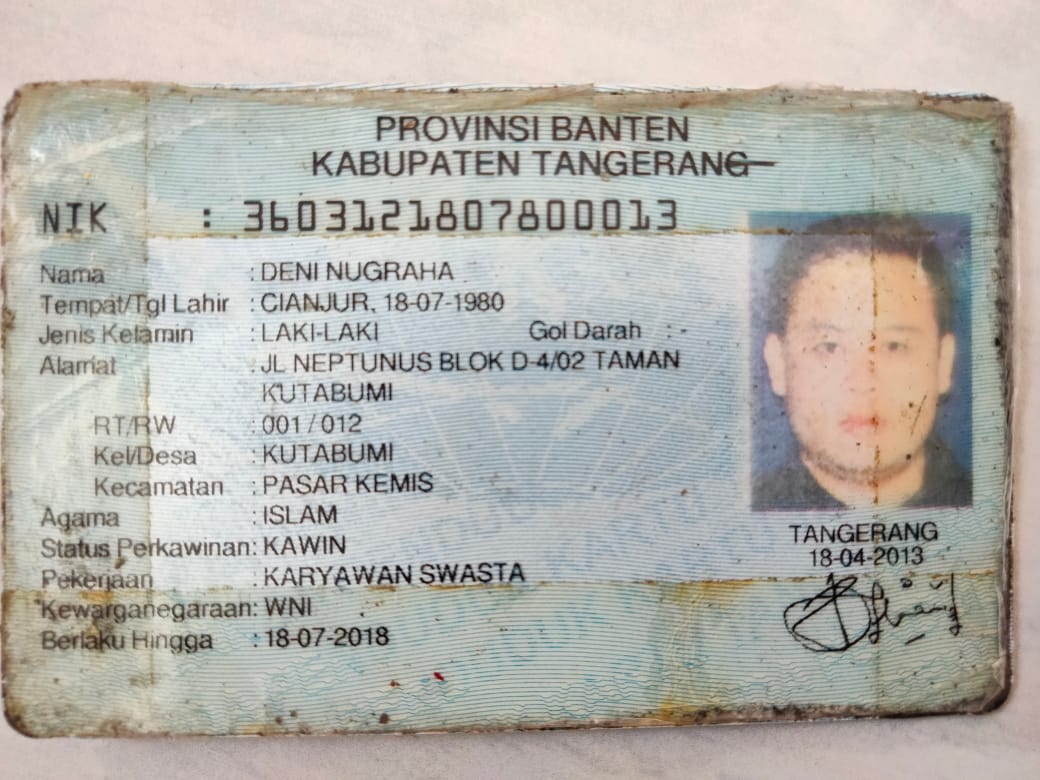 PROVINSI BANTEN
KABUPATEN TANGERANG
NIK : 3603121807800013
Nama : DENI NUGRAHA
Tempat/Tgl Lahir : CIANJUR, 18-07-1980
Jenis Kelamin : LAKI-LAKI Gol Darah : -
Alamat : JL NEPTUNUS BLOK D-4/02 TAMAN
KUTABUMI
RT/RW : 001 / 012
Kel/Desa : KUTABUMI
Kecamatan : PASAR KEMIS
Agama : ISLAM
Status Perkawinan: KAWIN
Pekerjaan : KARYAWAN SWASTA
Kewarganegaraan: WNI
Berlaku Hingga : 18-07-2018
TANGERANG
18-04-2013